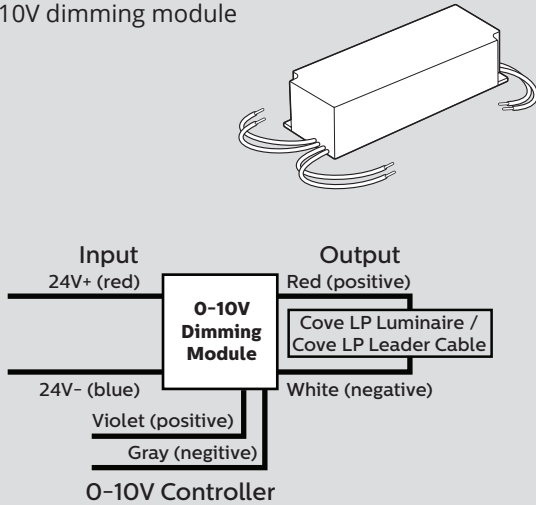 10V dimming module
Input
Output
24V+ (red)
Red (positive)
0-10V
Dimming
Module
Cove LP Luminaire /
Cove LP Leader Cable
24V- (blue)
White (negative)
Violet (positive)
Gray (negitive)
0-10V Controller